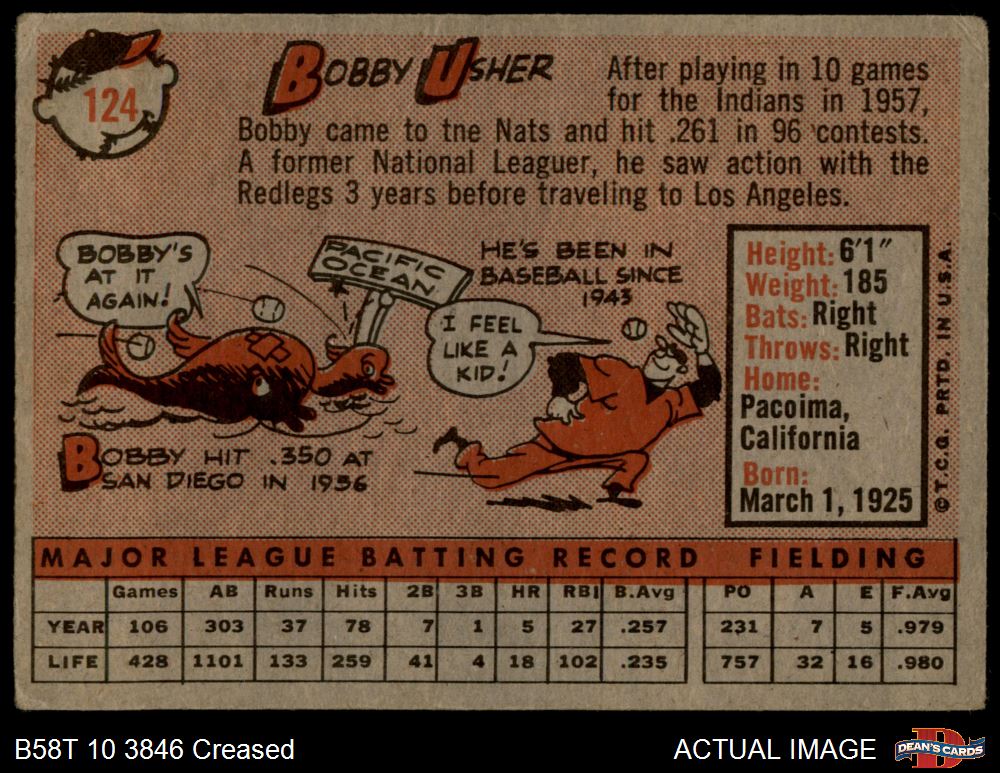 124
BOBBY USHER
After playing in 10 games
for the Indians in 1957,
Bobby came to tne Nats and hit .261 in 96 contests.
A former National Leaguer, he saw action with the
Redlegs 3 years before traveling to Los Angeles.
BOBBY'S
AT IT
AGAIN!
PACIFIC
OCEAN
HE'S BEEN IN
BASEBALL SINCE
1943
I FEEL
LIKE A
KID!
BOBBY HIT .350 AT
SAN DIEGO IN 1956
Height: 6'1"
Weight: 185
Bats: Right
Throws: Right
Home:
Pacoima,
California
Born:
March 1, 1925
© T.C.G. PRTD. IN U.S.A.
MAJOR LEAGUE BATTING RECORD FIELDING
Games AB Runs Hits 2B 3B HR RBI B.Avg PO A E F.Avg
YEAR 106 303 37 78 7 1 5 27 .257 231 7 5 .979
LIFE 428 1101 133 259 41 4 18 102 .235 757 32 16 .980
B58T 10 3846 Creased
ACTUAL IMAGE
D
DEAN'S CARDS